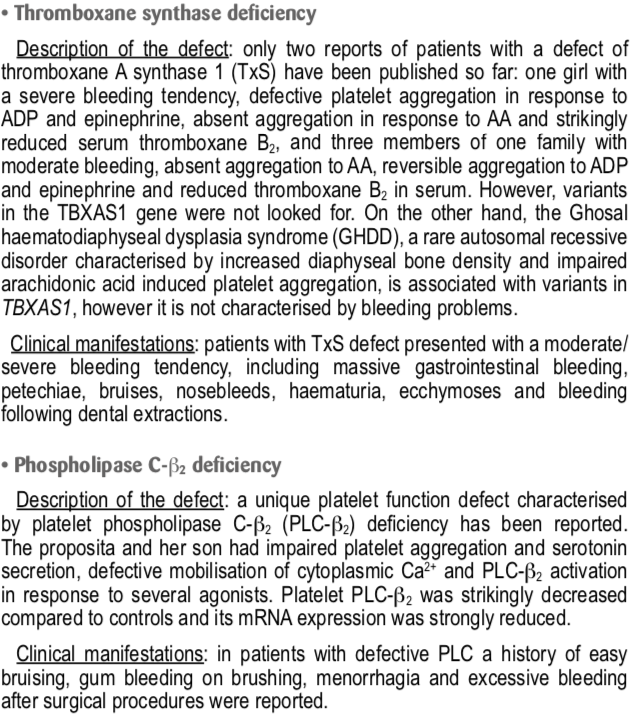 • Thromboxane synthase deficiency
Description of the defect: only two reports of patients with a defect of
thromboxane A synthase 1 (TxS) have been published so far: one girl with
a severe bleeding tendency, defective platelet aggregation in response to
ADP and epinephrine, absent aggregation in response to AA and strikingly
reduced serum thromboxane B₂, and three members of one family with
moderate bleeding, absent aggregation to AA, reversible aggregation to ADP
and epinephrine and reduced thromboxane B₂ in serum. However, variants
in the TBXAS1 gene were not looked for. On the other hand, the Ghosal
haematodiaphyseal dysplasia syndrome (GHDD), a rare autosomal recessive
disorder characterised by increased diaphyseal bone density and impaired
arachidonic acid induced platelet aggregation, is associated with variants in
TBXAS1, however it is not characterised by bleeding problems.
Clinical manifestations: patients with TxS defect presented with a moderate/
severe bleeding tendency, including massive gastrointestinal bleeding,
petechiae, bruises, nosebleeds, haematuria, ecchymoses and bleeding
following dental extractions.
• Phospholipase C-β₂ deficiency
Description of the defect: a unique platelet function defect characterised
by platelet phospholipase C-β₂ (PLC-β₂) deficiency has been reported.
The proposita and her son had impaired platelet aggregation and serotonin
secretion, defective mobilisation of cytoplasmic Ca²⁺ and PLC-β₂ activation
in response to several agonists. Platelet PLC-β₂ was strikingly decreased
compared to controls and its mRNA expression was strongly reduced.
Clinical manifestations: in patients with defective PLC a history of easy
bruising, gum bleeding on brushing, menorrhagia and excessive bleeding
after surgical procedures were reported.